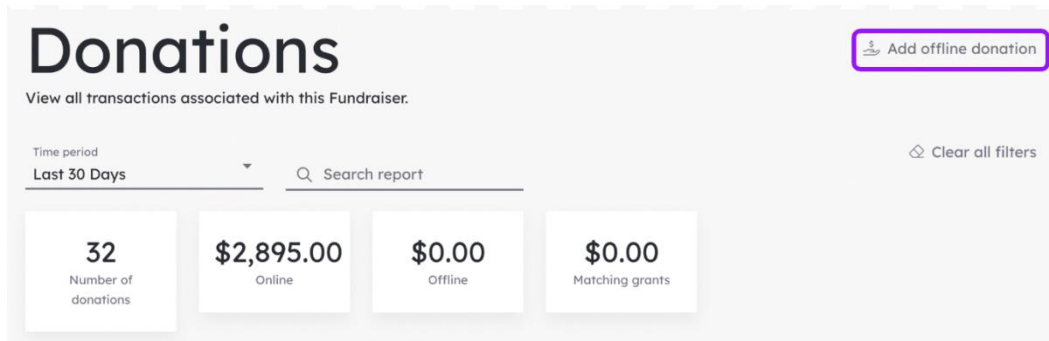 Donations
Add offline donation
View all transactions associated with this Fundraiser.
Time period
Last 30 Days
Search report
Clear all filters
32
Number of
donations
$2,895.00
Online
$0.00
Offline
$0.00
Matching grants